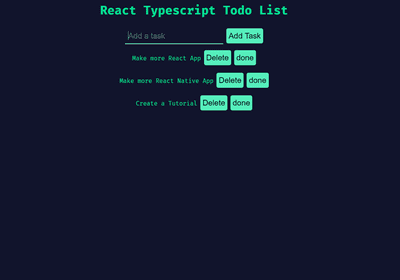 React Typescript Todo List
Add a task Add Task
Make more React App Delete done
Make more React Native App Delete done
Create a Tutorial Delete done